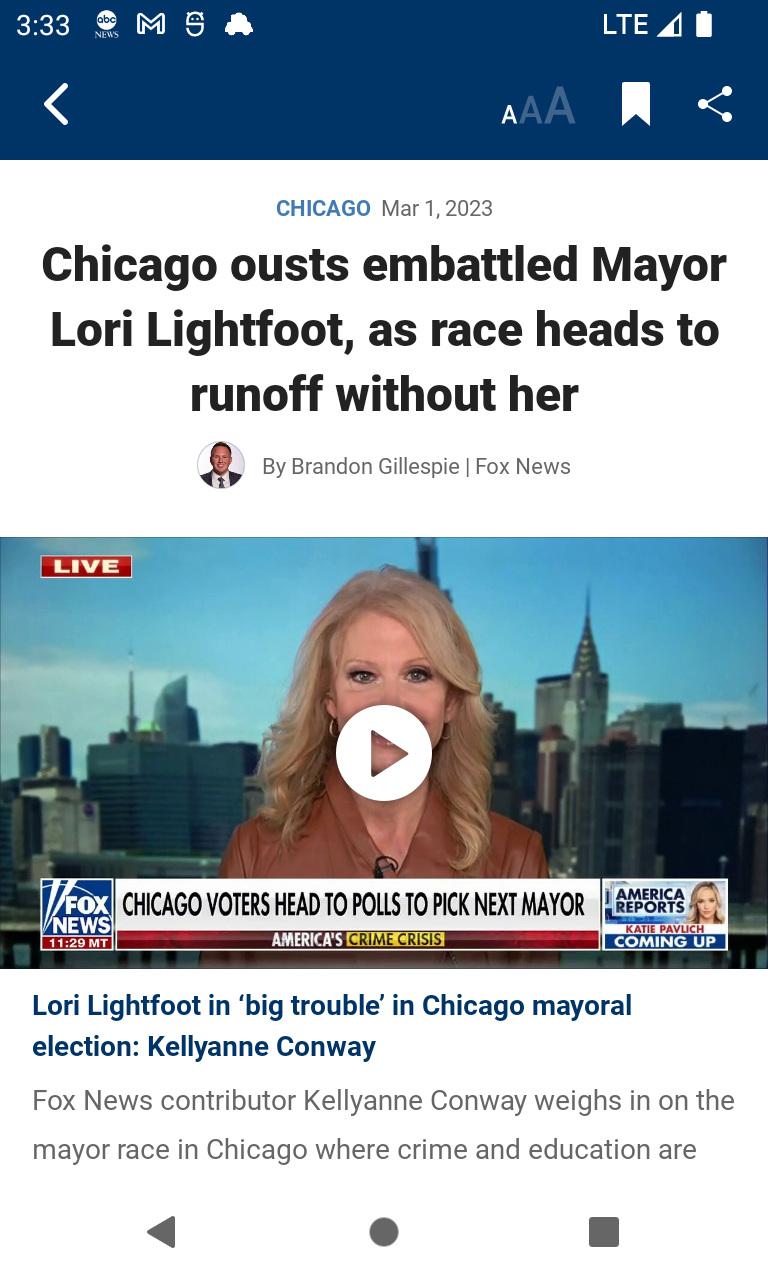 3:33
abc
NEWS
LTE
A A A
CHICAGO Mar 1, 2023
Chicago ousts embattled Mayor
Lori Lightfoot, as race heads to
runoff without her
By Brandon Gillespie | Fox News
LIVE
FOX
NEWS
11:29 MT
CHICAGO VOTERS HEAD TO POLLS TO PICK NEXT MAYOR
AMERICA'S CRIME CRISIS
AMERICA
REPORTS
KATIE PAVLICH
COMING UP
Lori Lightfoot in ‘big trouble’ in Chicago mayoral
election: Kellyanne Conway
Fox News contributor Kellyanne Conway weighs in on the
mayor race in Chicago where crime and education are